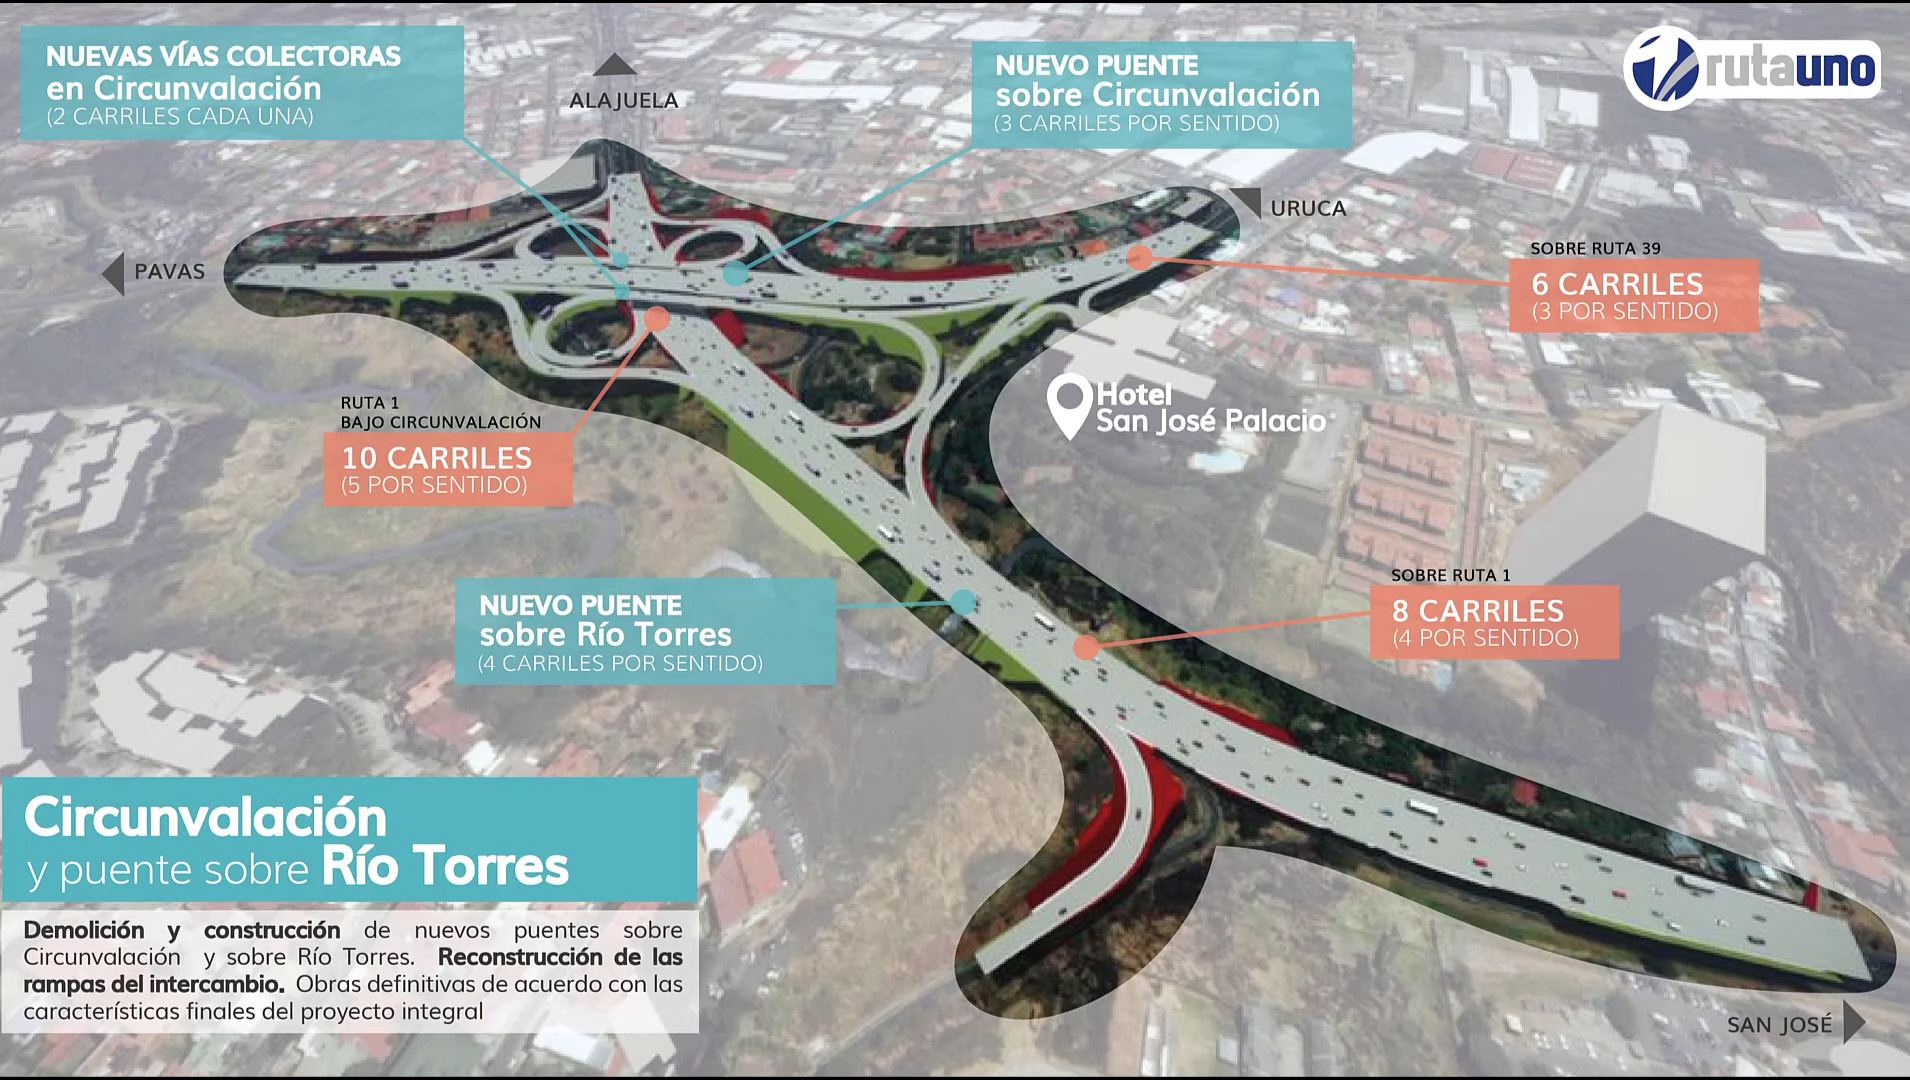 NUEVAS VÍAS COLECTORAS
en Circunvalación
(2 CARRILES CADA UNA)
ALAJUELA
NUEVO PUENTE
sobre Circunvalación
(3 CARRILES POR SENTIDO)
rutauno
PAVAS
URUCA
SOBRE RUTA 39
6 CARRILES
(3 POR SENTIDO)
RUTA 1
BAJO CIRCUNVALACIÓN
10 CARRILES
(5 POR SENTIDO)
Hotel
San José Palacio
NUEVO PUENTE
sobre Río Torres
(4 CARRILES POR SENTIDO)
SOBRE RUTA 1
8 CARRILES
(4 POR SENTIDO)
Circunvalación
y puente sobre Río Torres
Demolición y construcción de nuevos puentes sobre
Circunvalación y sobre Río Torres. Reconstrucción de las
rampas del intercambio. Obras definitivas de acuerdo con las
características finales del proyecto integral
SAN JOSÉ